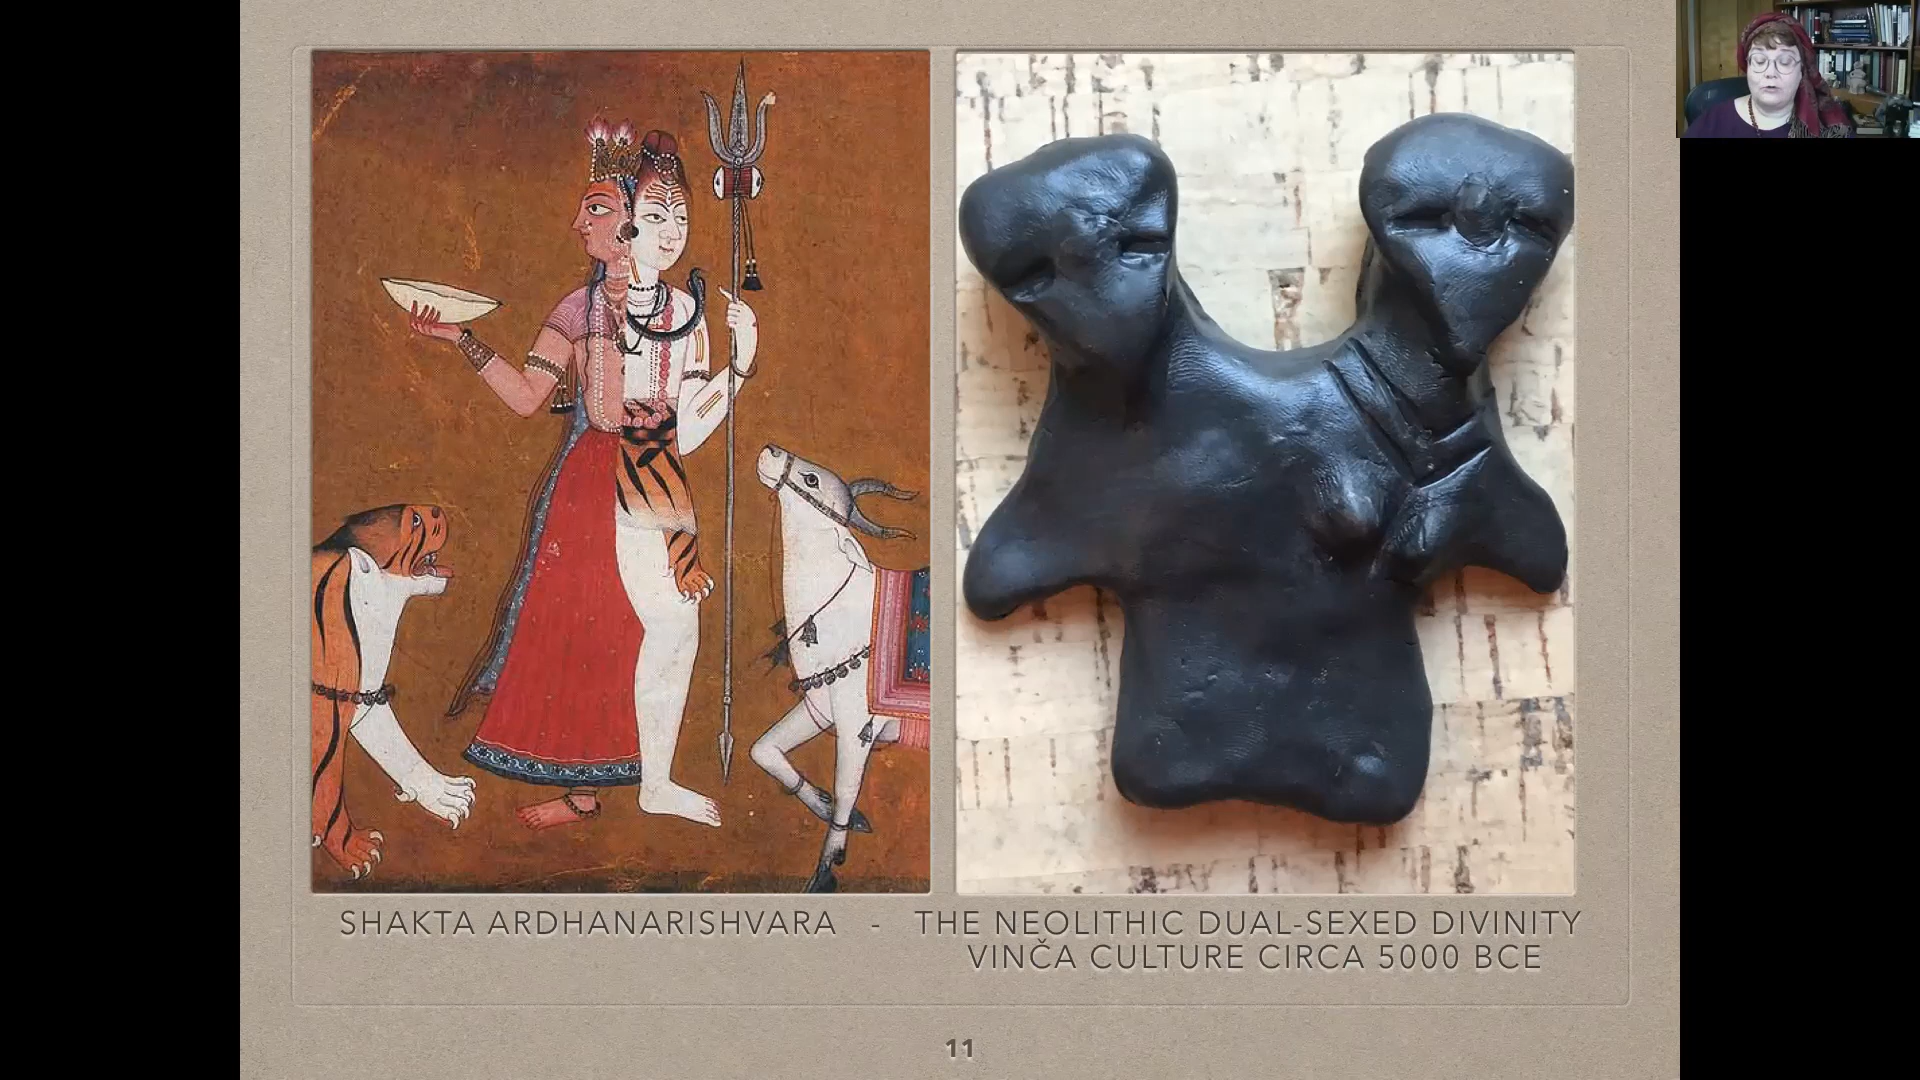 SHAKTA ARDHANARISHVARA - THE NEOLITHIC DUAL-SEXED DIVINITY
VINČA CULTURE CIRCA 5000 BCE
11